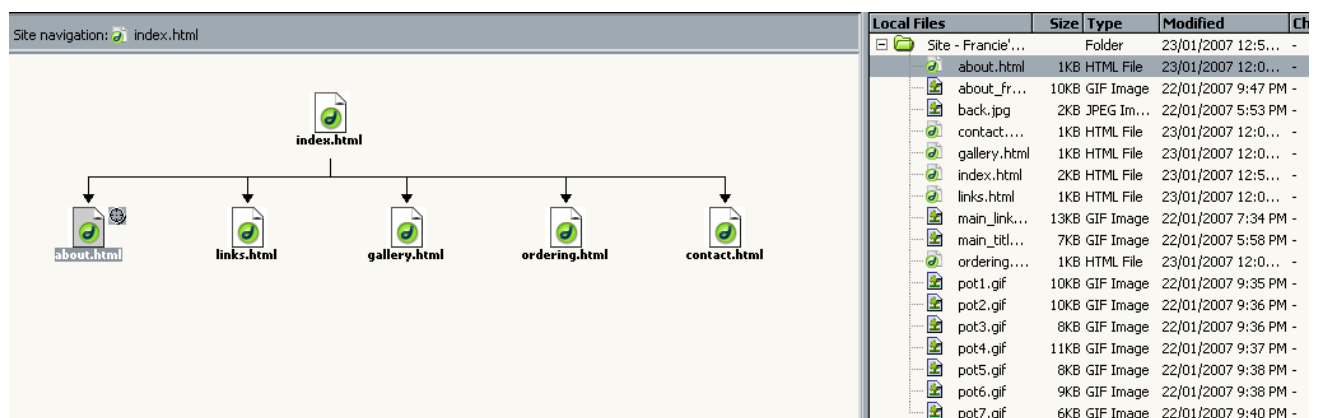 Site navigation: index.html
index.html
about.html links.html gallery.html ordering.html contact.html
Local Files Size Type Modified Ch
Site - Francie'... Folder 23/01/2007 12:5... -
about.html 1KB HTML File 23/01/2007 12:0... -
about_fr... 10KB GIF Image 22/01/2007 9:47 PM -
back.jpg 2KB JPEG Im... 22/01/2007 5:53 PM -
contact.... 1KB HTML File 23/01/2007 12:0... -
gallery.html 1KB HTML File 23/01/2007 12:0... -
index.html 2KB HTML File 23/01/2007 12:5... -
links.html 1KB HTML File 23/01/2007 12:0... -
main_link... 13KB GIF Image 22/01/2007 7:34 PM -
main_titl... 7KB GIF Image 22/01/2007 5:58 PM -
ordering.... 1KB HTML File 23/01/2007 12:0... -
pot1.gif 10KB GIF Image 22/01/2007 9:35 PM -
pot2.gif 10KB GIF Image 22/01/2007 9:36 PM -
pot3.gif 8KB GIF Image 22/01/2007 9:36 PM -
pot4.gif 11KB GIF Image 22/01/2007 9:37 PM -
pot5.gif 8KB GIF Image 22/01/2007 9:38 PM -
pot6.gif 9KB GIF Image 22/01/2007 9:38 PM -
pot7.gif 6KB GIF Image 22/01/2007 9:40 PM -